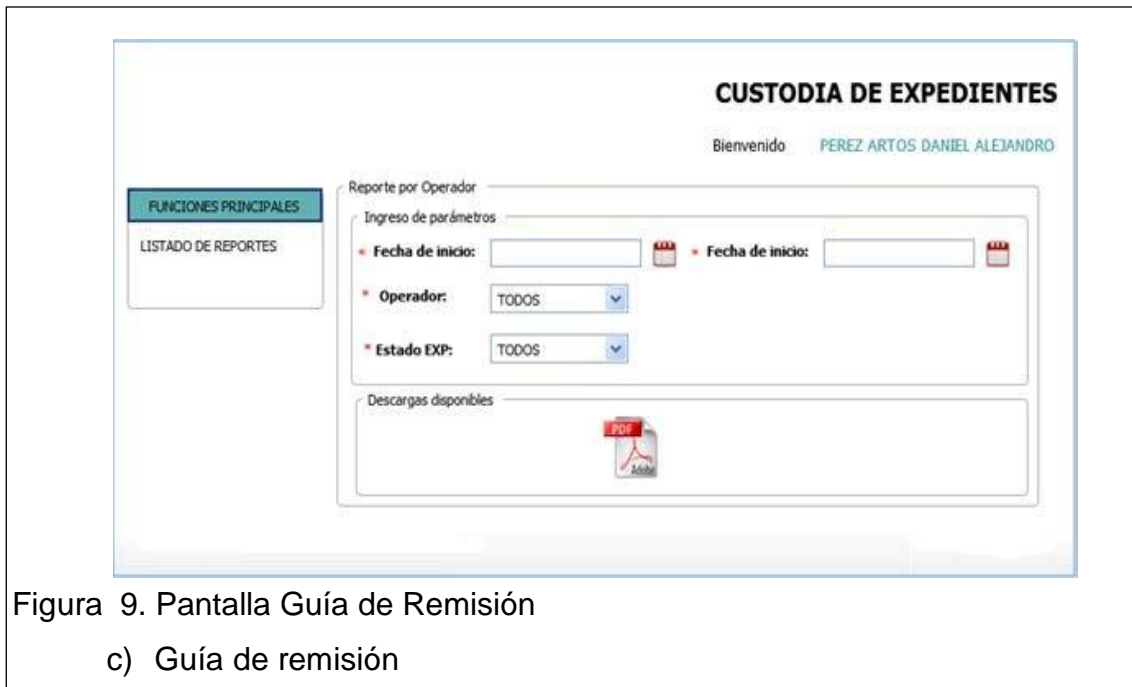 CUSTODIA DE EXPEDIENTES
Bienvenido PEREZ ARTOS DANIEL ALEJANDRO
FUNCIONES PRINCIPALES
LISTADO DE REPORTES
Reporte por Operador
Ingreso de parámetros
* Fecha de inicio: * Fecha de inicio:
* Operador: TODOS
* Estado EXP: TODOS
Descargas disponibles
PDF
Adobe
Figura 9. Pantalla Guía de Remisión
c) Guía de remisión